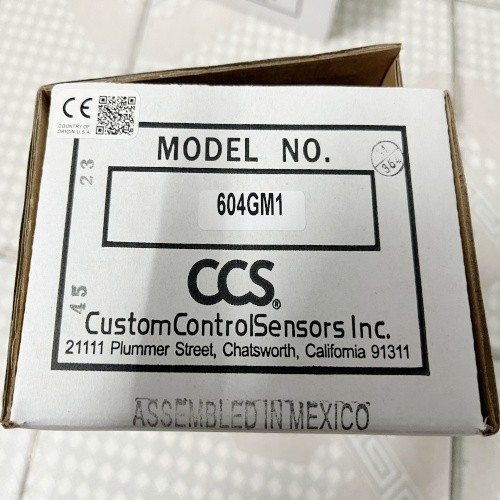 CE
COUNTRY OF
ORIGIN U.S.A.
MODEL NO.
604GM1
CCS®
CustomControlSensors Inc.
21111 Plummer Street, Chatsworth, California 91311
ASSEMBLED IN MEXICO
45 23